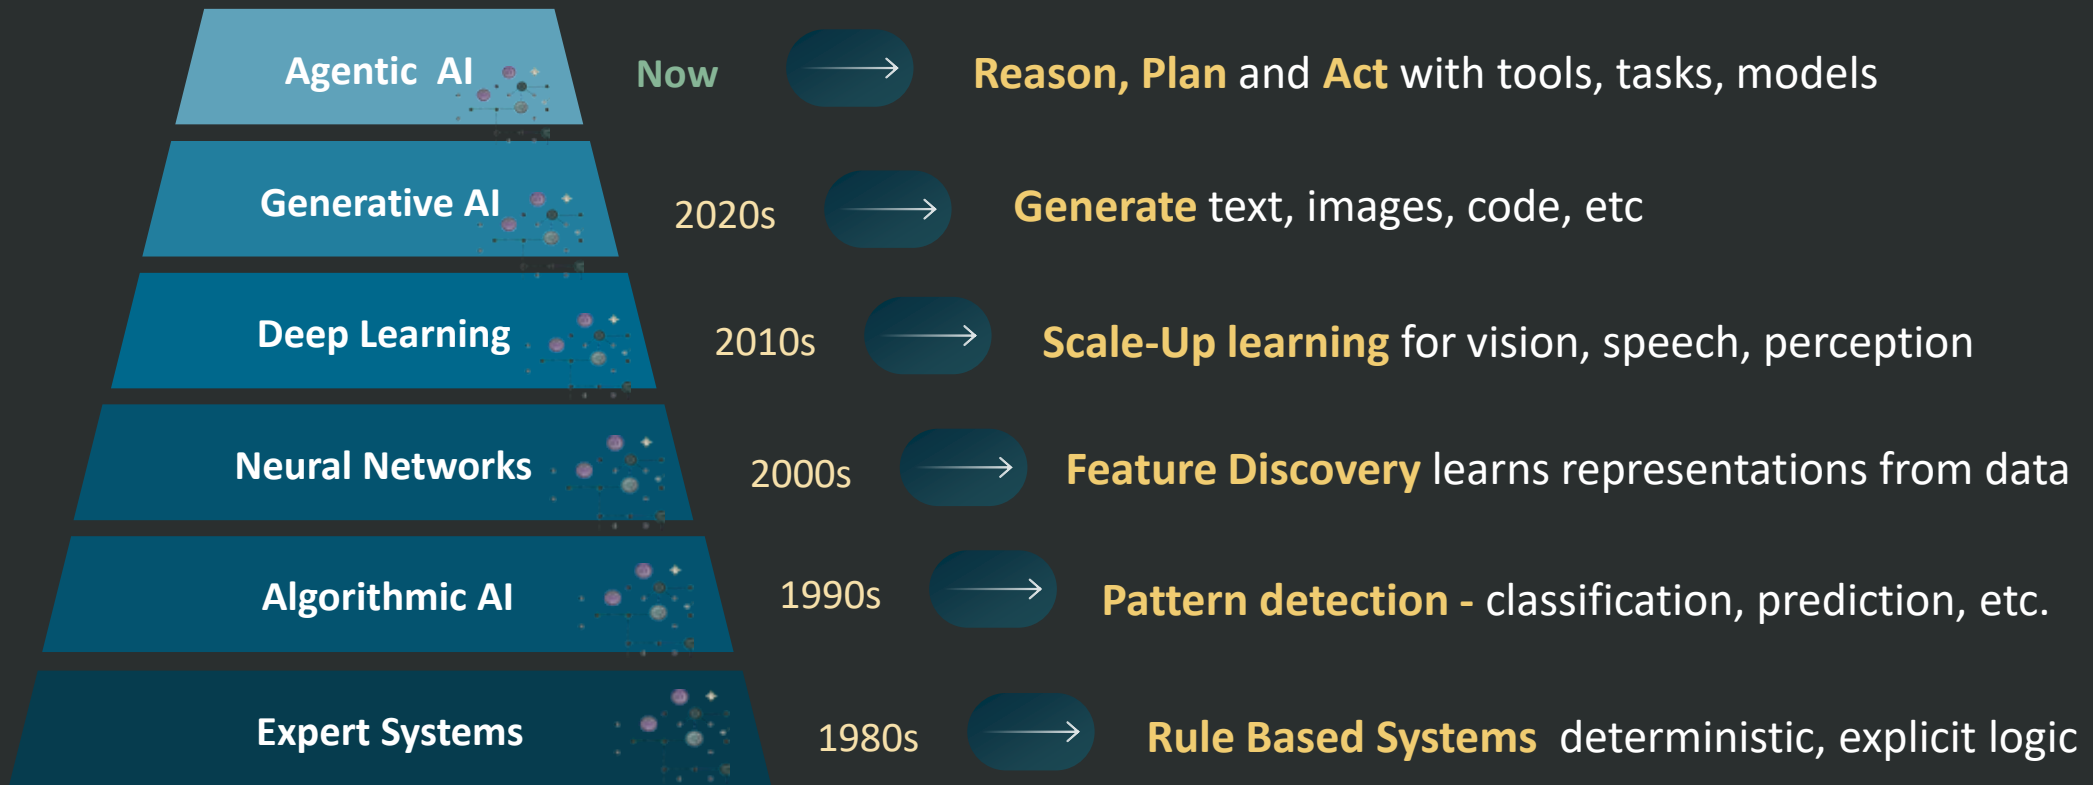 Agentic AI Now Reason, Plan and Act with tools, tasks, models
Generative AI 2020s Generate text, images, code, etc
Deep Learning 2010s Scale-Up learning for vision, speech, perception
Neural Networks 2000s Feature Discovery learns representations from data
Algorithmic AI 1990s Pattern detection - classification, prediction, etc.
Expert Systems 1980s Rule Based Systems deterministic, explicit logic